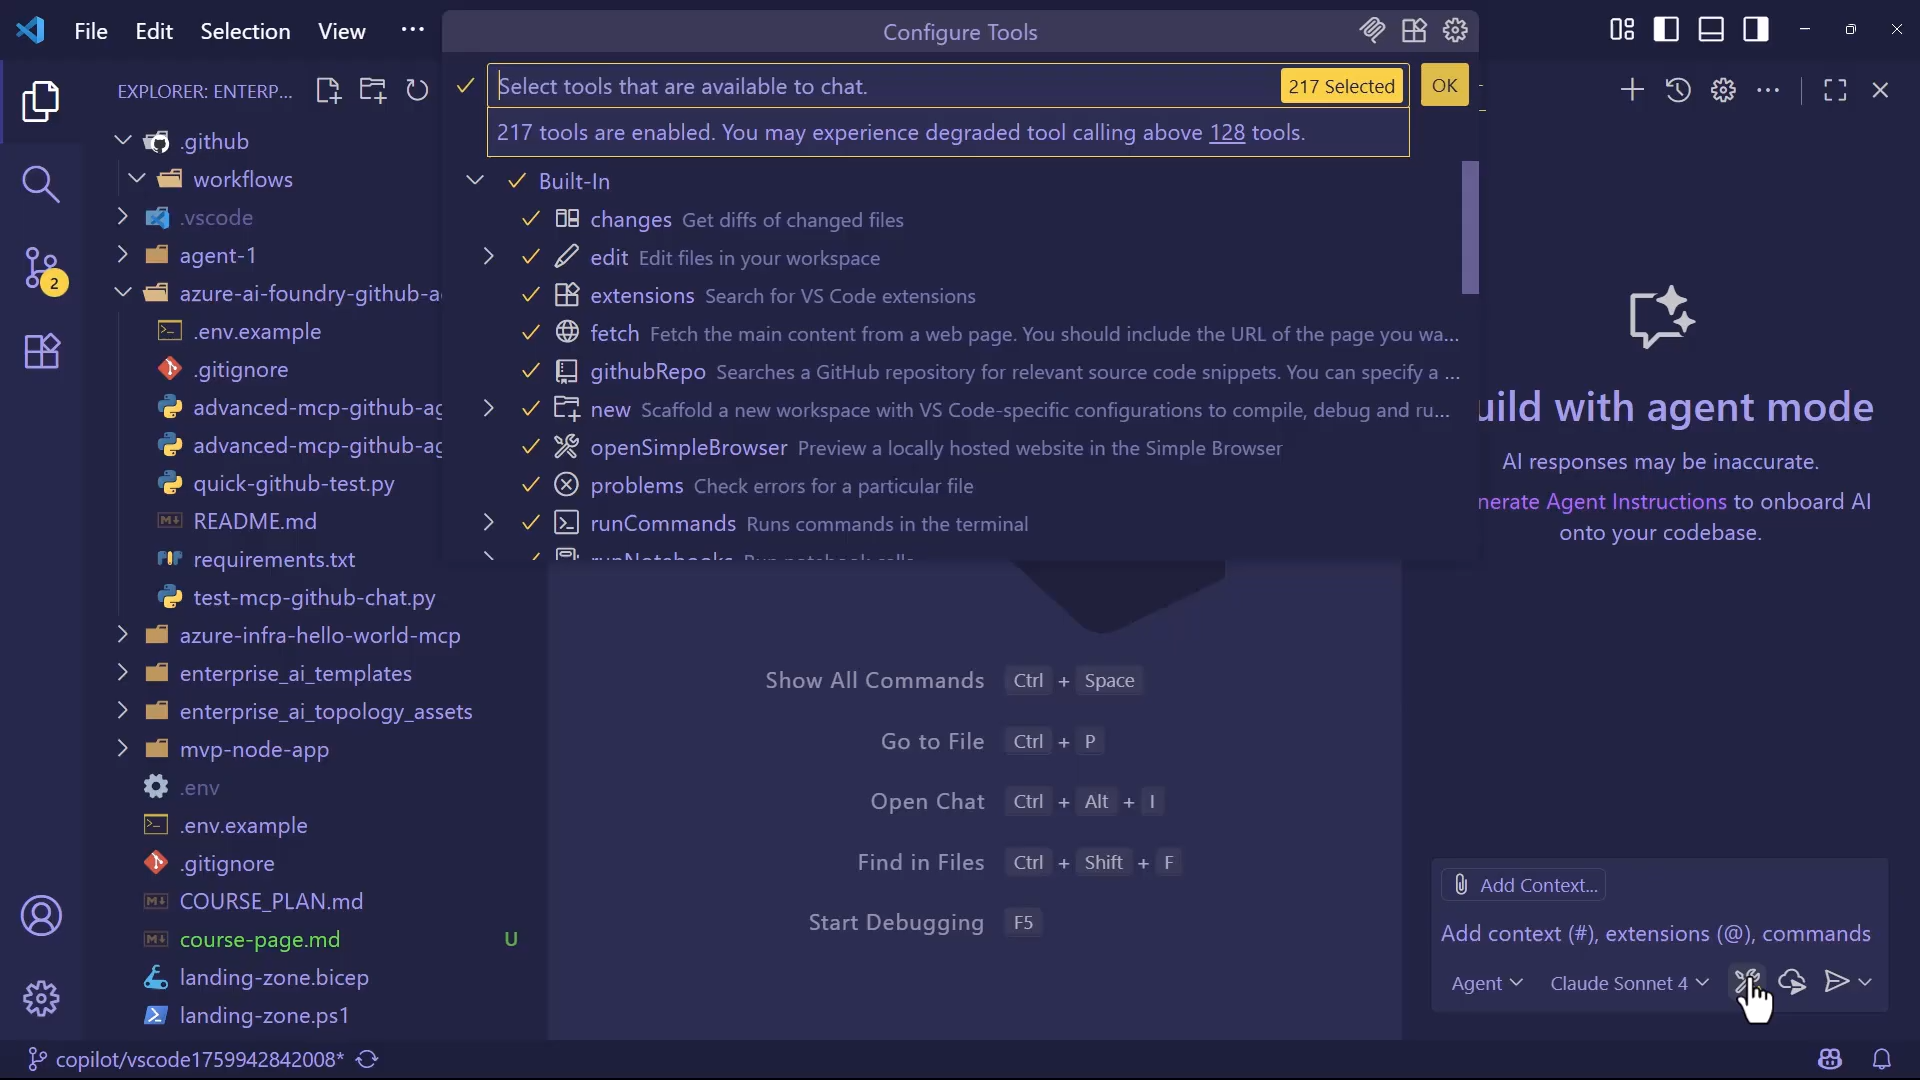 File Edit Selection View ···
Configure Tools
EXPLORER: ENTERP...
Select tools that are available to chat.
217 Selected
OK
217 tools are enabled. You may experience degraded tool calling above 128 tools.
Built-In
changes Get diffs of changed files
edit Edit files in your workspace
extensions Search for VS Code extensions
fetch Fetch the main content from a web page. You should include the URL of the page you wa...
githubRepo Searches a GitHub repository for relevant source code snippets. You can specify a ...
new Scaffold a new workspace with VS Code-specific configurations to compile, debug and ru...
openSimpleBrowser Preview a locally hosted website in the Simple Browser
problems Check errors for a particular file
runCommands Runs commands in the terminal
runNotebooks Run notebook cells
.github
workflows
.vscode
agent-1
azure-ai-foundry-github-a
.env.example
.gitignore
advanced-mcp-github-ag
advanced-mcp-github-ag
quick-github-test.py
README.md
requirements.txt
test-mcp-github-chat.py
azure-infra-hello-world-mcp
enterprise_ai_templates
enterprise_ai_topology_assets
mvp-node-app
.env
.env.example
.gitignore
COURSE_PLAN.md
course-page.md U
landing-zone.bicep
landing-zone.ps1
2
Show All Commands Ctrl + Space
Go to File Ctrl + P
Open Chat Ctrl + Alt + I
Find in Files Ctrl + Shift + F
Start Debugging F5
uild with agent mode
AI responses may be inaccurate.
nerate Agent Instructions to onboard AI
onto your codebase.
Add Context...
Add context (#), extensions (@), commands
Agent Claude Sonnet 4
copilot/vscode1759942842008*